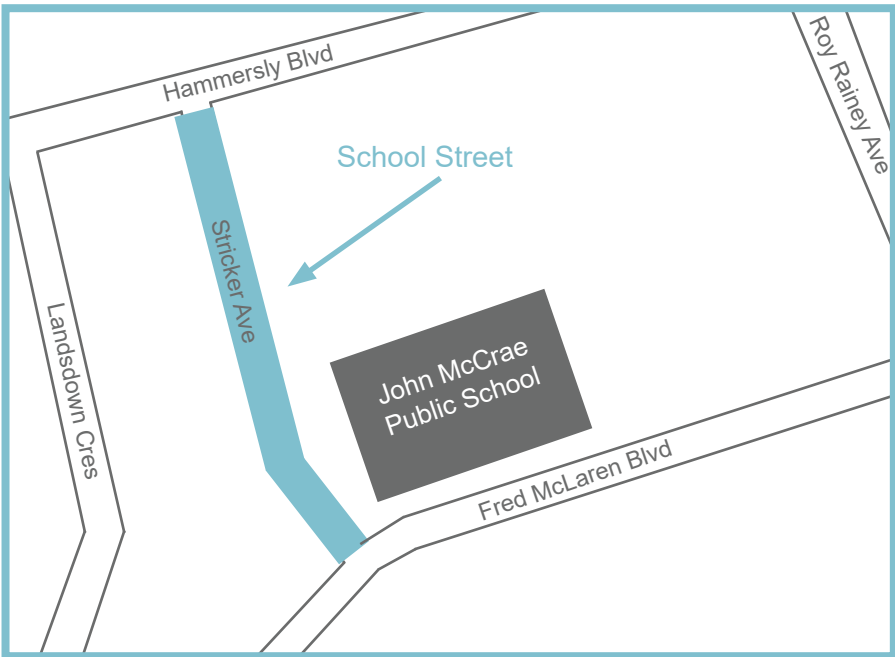 Hammersly Blvd
Roy Rainey Ave
School Street
Stricker Ave
Landsdown Cres
John McCrae
Public School
Fred McLaren Blvd